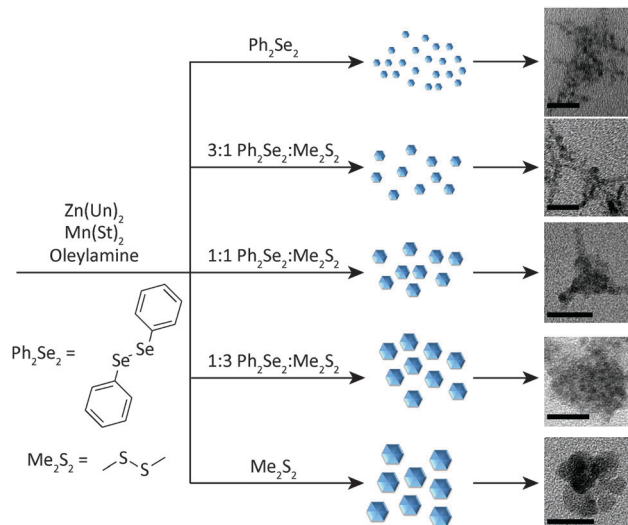 Ph₂Se₂
3:1 Ph₂Se₂:Me₂S₂
Zn(Un)₂
Mn(St)₂
Oleylamine
1:1 Ph₂Se₂:Me₂S₂
Ph₂Se₂ =
Se
Se
1:3 Ph₂Se₂:Me₂S₂
Me₂S₂ =
S
S
Me₂S₂